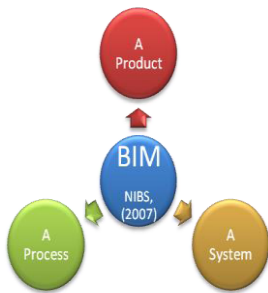 A
Product
BIM
NIBS,
(2007)
A
Process
A
System